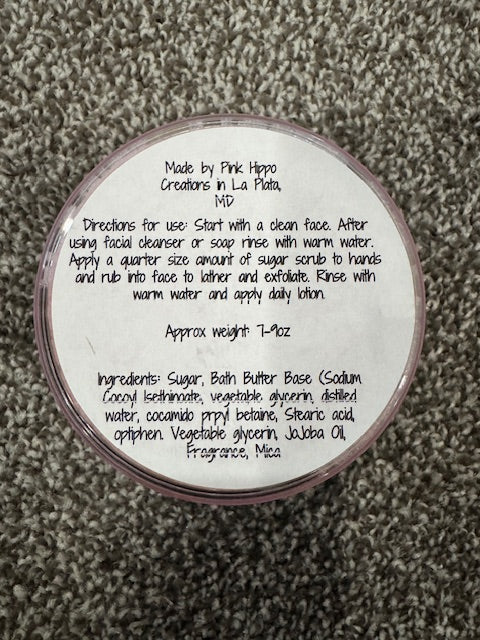 Made by Pink Hippo
Creations in La Plata,
MD
Directions for use: Start with a clean face. After
using facial cleanser or soap rinse with warm water.
Apply a quarter size amount of sugar scrub to hands
and rub into face to lather and exfoliate. Rinse with
warm water and apply daily lotion.
Approx weight: 7-9oz
Ingredients: Sugar, Bath Butter Base (Sodium
Cocoyl Isethinoate, vegetable glycerin, distilled
water, cocamido prpyl betaine, Stearic acid,
optiphen. Vegetable glycerin, JoJoba Oil,
Fragrance, Mica